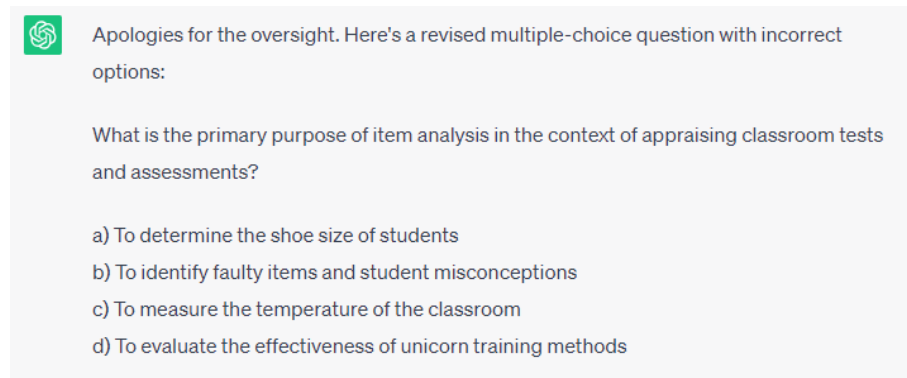 Apologies for the oversight. Here's a revised multiple-choice question with incorrect
options:
What is the primary purpose of item analysis in the context of appraising classroom tests
and assessments?
a) To determine the shoe size of students
b) To identify faulty items and student misconceptions
c) To measure the temperature of the classroom
d) To evaluate the effectiveness of unicorn training methods